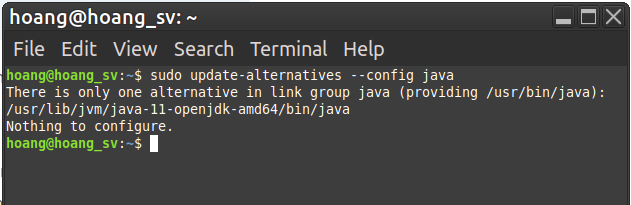 hoang@hoang_sv: ~
File Edit View Search Terminal Help
hoang@hoang_sv:~$ sudo update-alternatives --config java
There is only one alternative in link group java (providing /usr/bin/java):
/usr/lib/jvm/java-11-openjdk-amd64/bin/java
Nothing to configure.
hoang@hoang_sv:~$